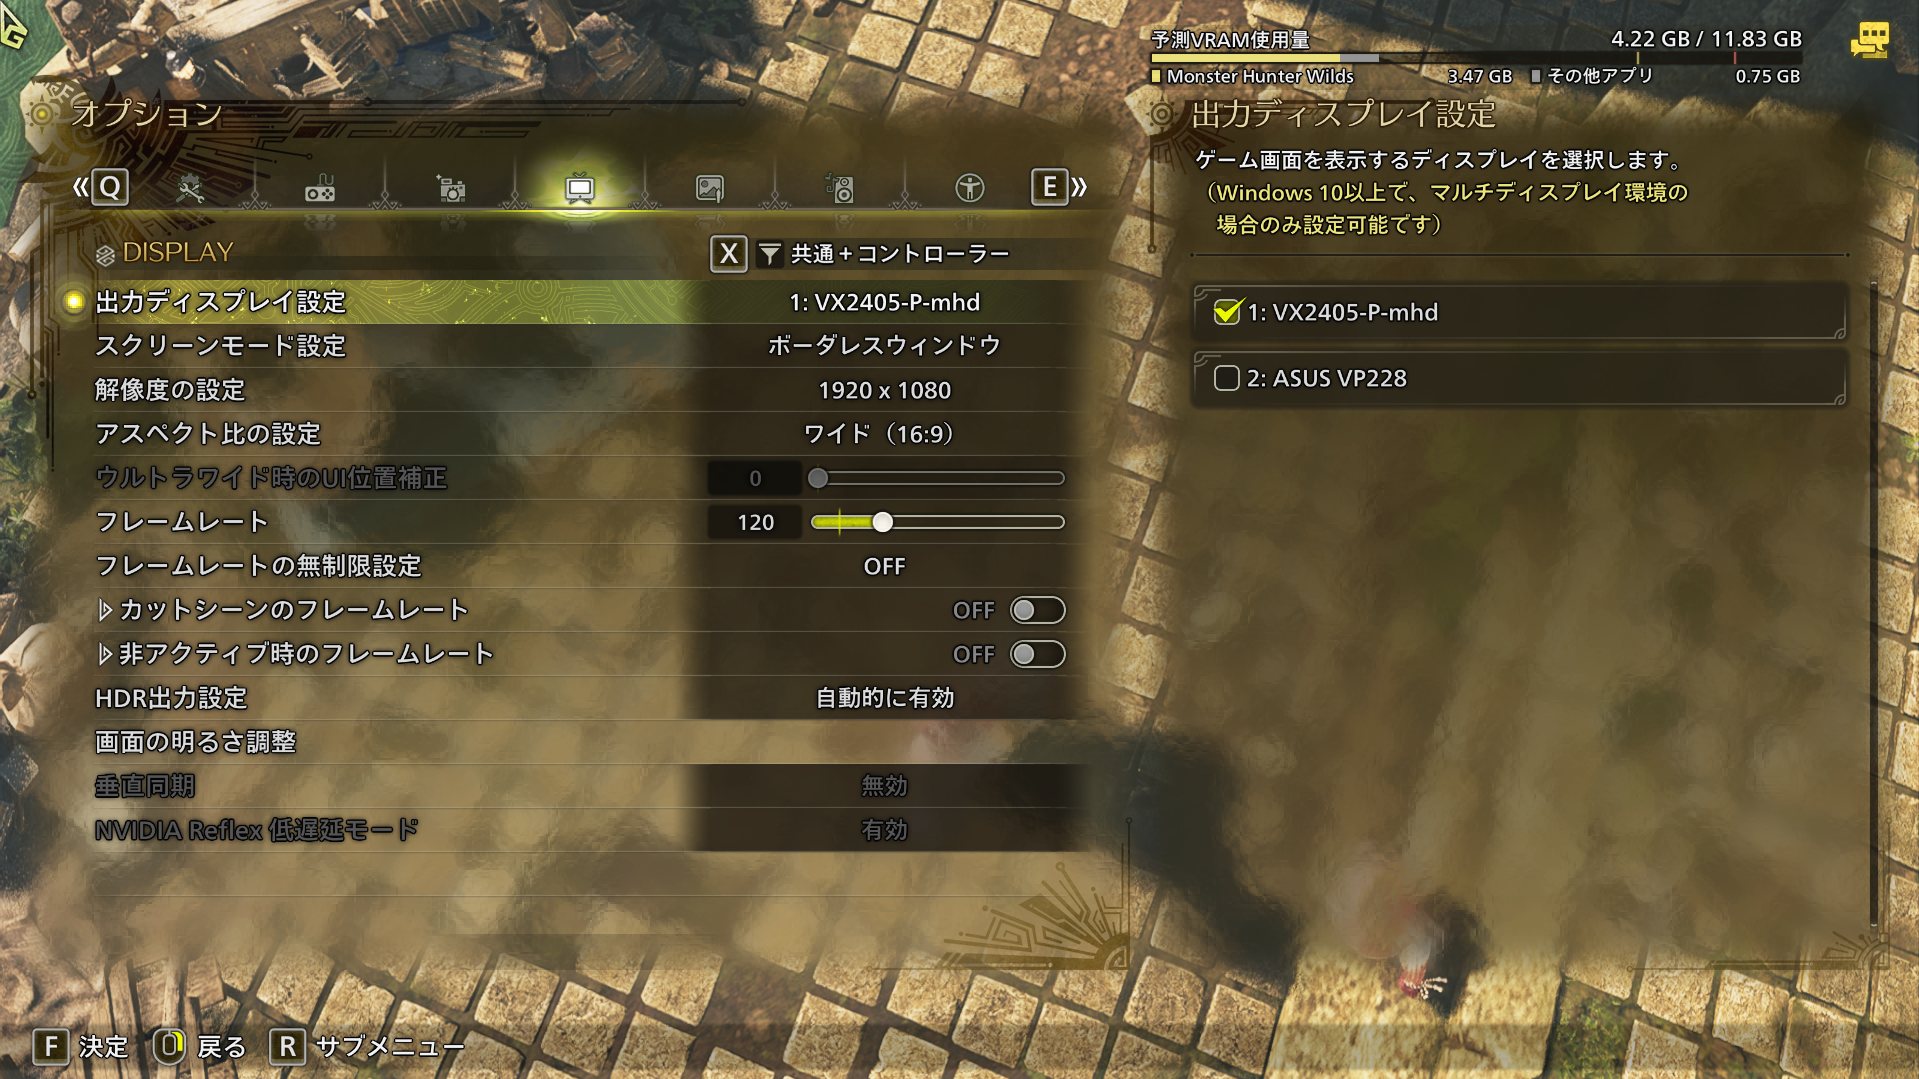 予測VRAM使用量 4.22 GB / 11.83 GB
Monster Hunter Wilds 3.47 GB その他アプリ 0.75 GB
オプション
Q E
DISPLAY X 共通+コントローラー
出力ディスプレイ設定 1: VX2405-P-mhd
スクリーンモード設定 ボーダレスウィンドウ
解像度の設定 1920 x 1080
アスペクト比の設定 ワイド（16:9）
ウルトラワイド時のUI位置補正 0
フレームレート 120
フレームレートの無制限設定 OFF
カットシーンのフレームレート OFF
非アクティブ時のフレームレート OFF
HDR出力設定 自動的に有効
画面の明るさ調整
垂直同期 無効
NVIDIA Reflex 低遅延モード 有効
出力ディスプレイ設定
ゲーム画面を表示するディスプレイを選択します。
（Windows 10以上で、マルチディスプレイ環境の
場合のみ設定可能です）
1: VX2405-P-mhd
2: ASUS VP228
F 決定 戻る R サブメニュー